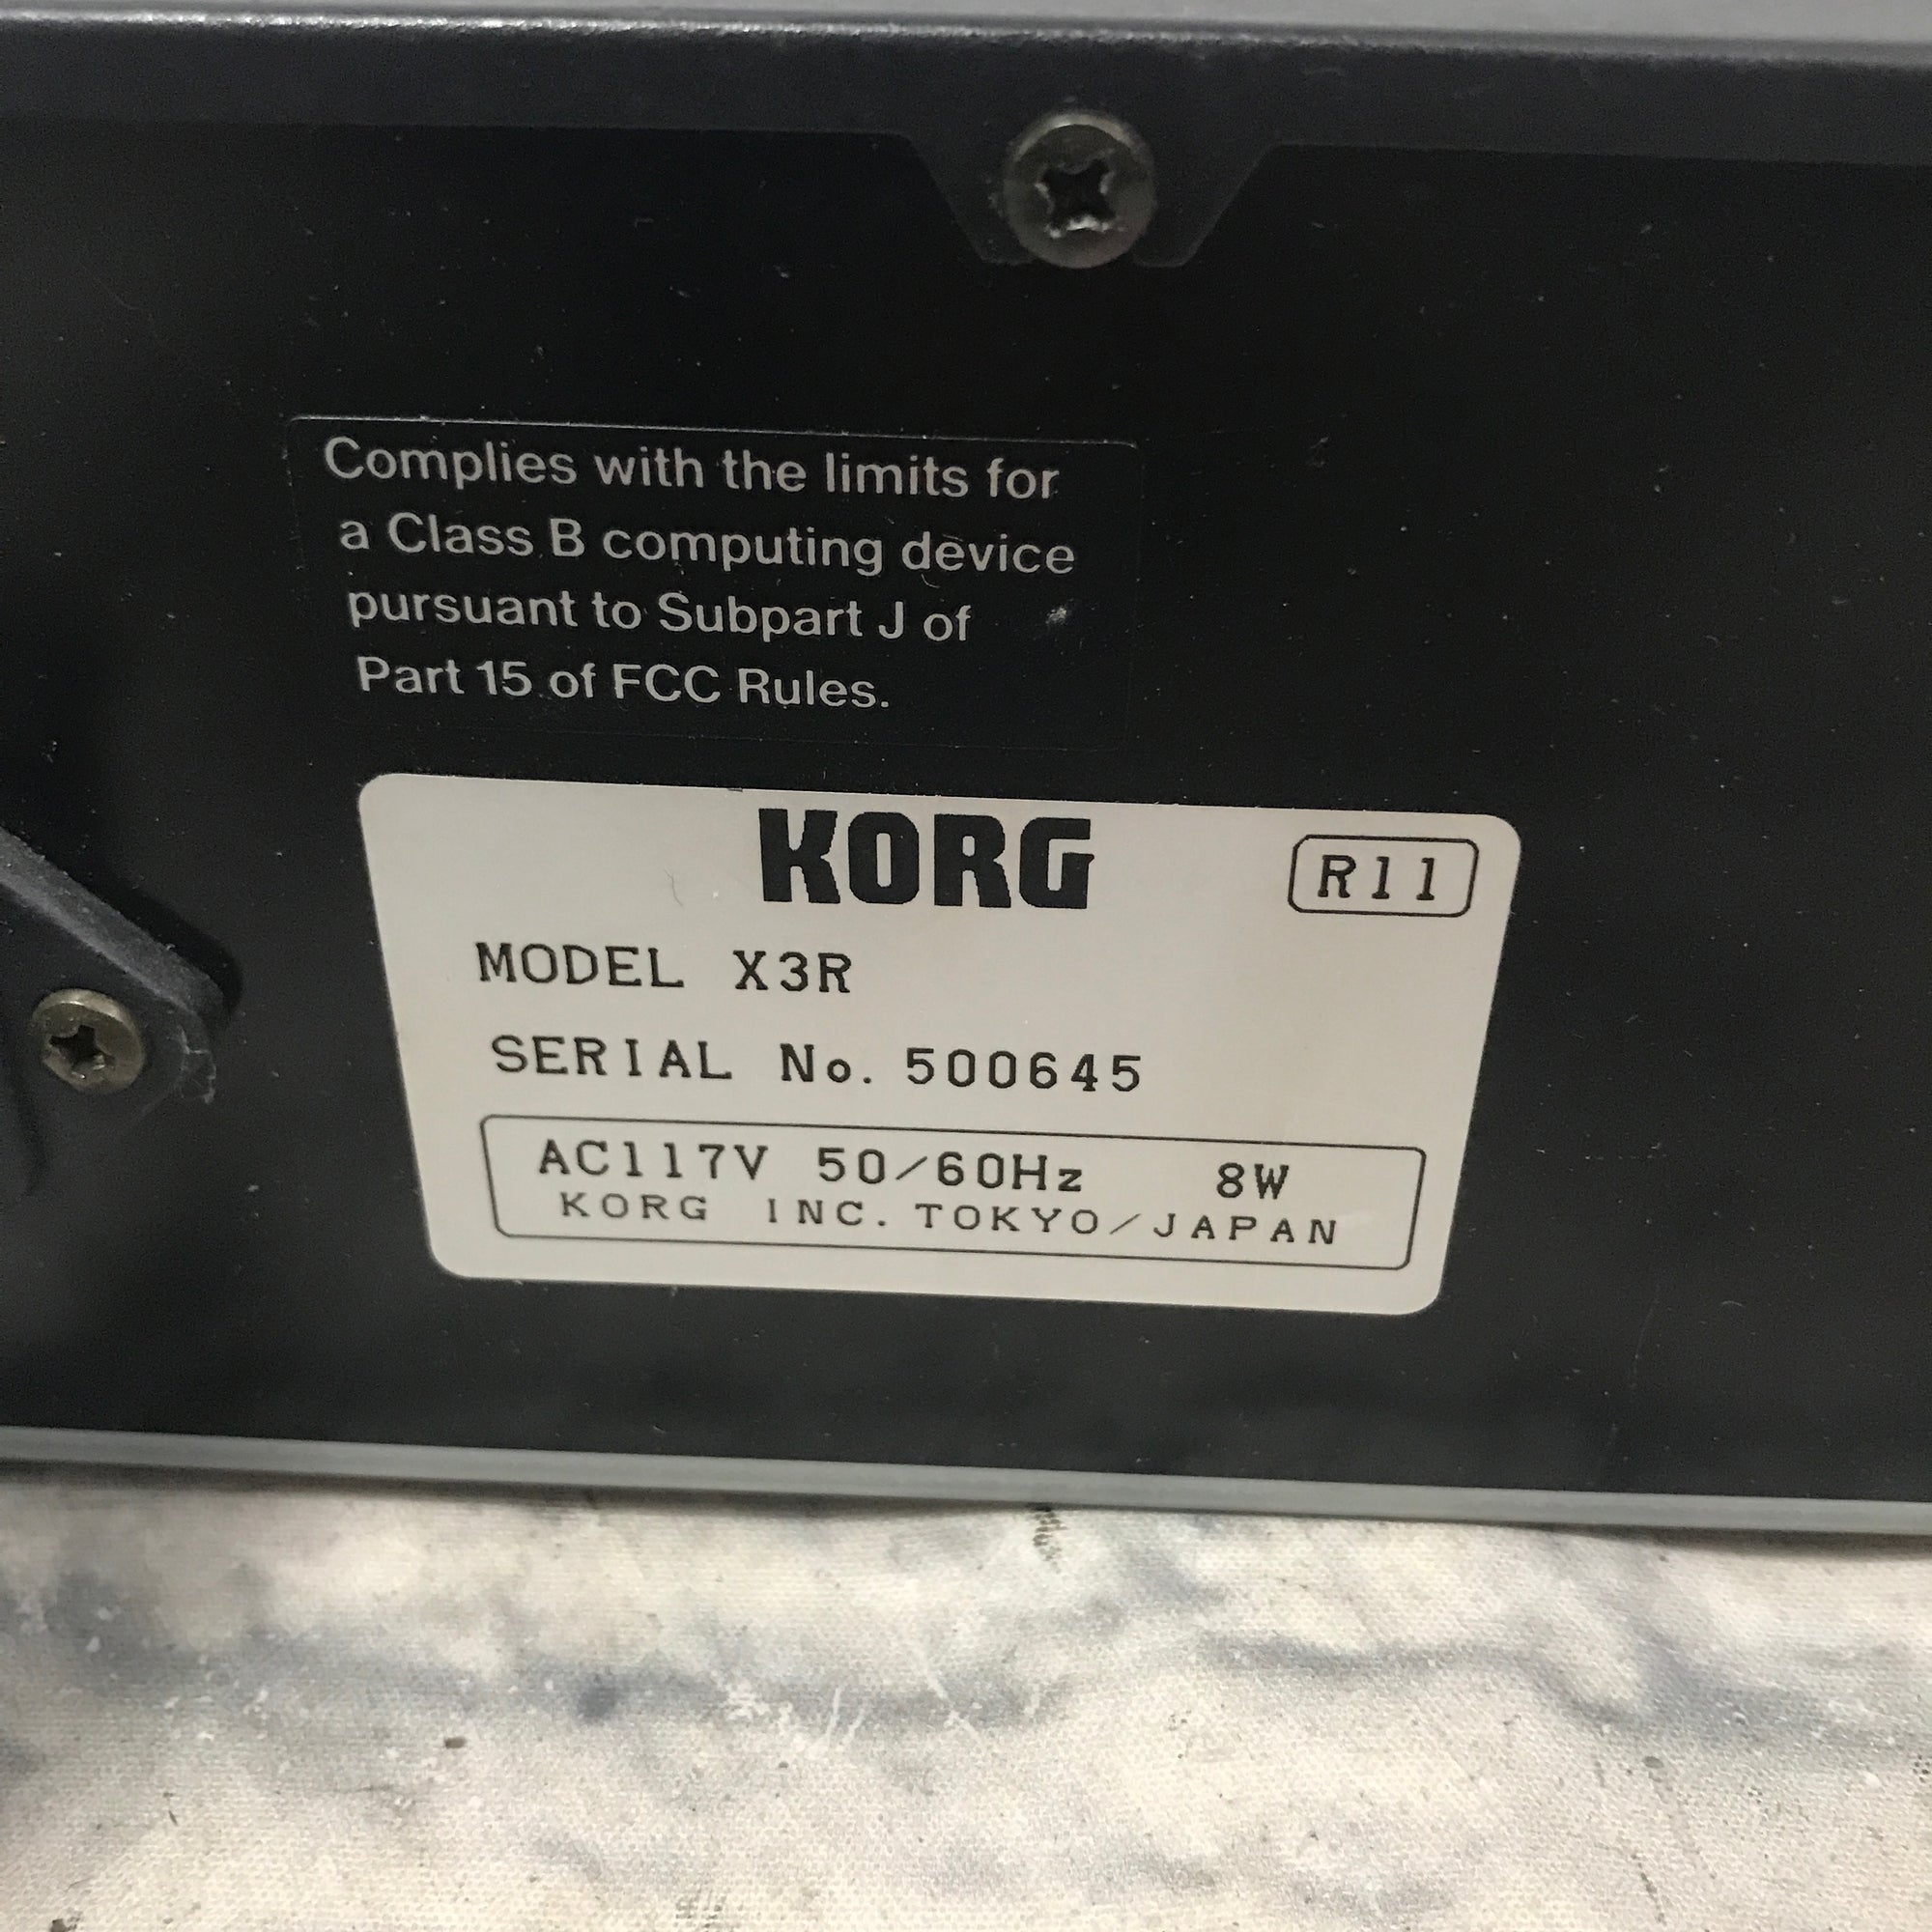 Complies with the limits for
a Class B computing device
pursuant to Subpart J of
Part 15 of FCC Rules.
KORG R11
MODEL X3R
SERIAL No. 500645
AC117V 50/60Hz 8W
KORG INC. TOKYO/JAPAN